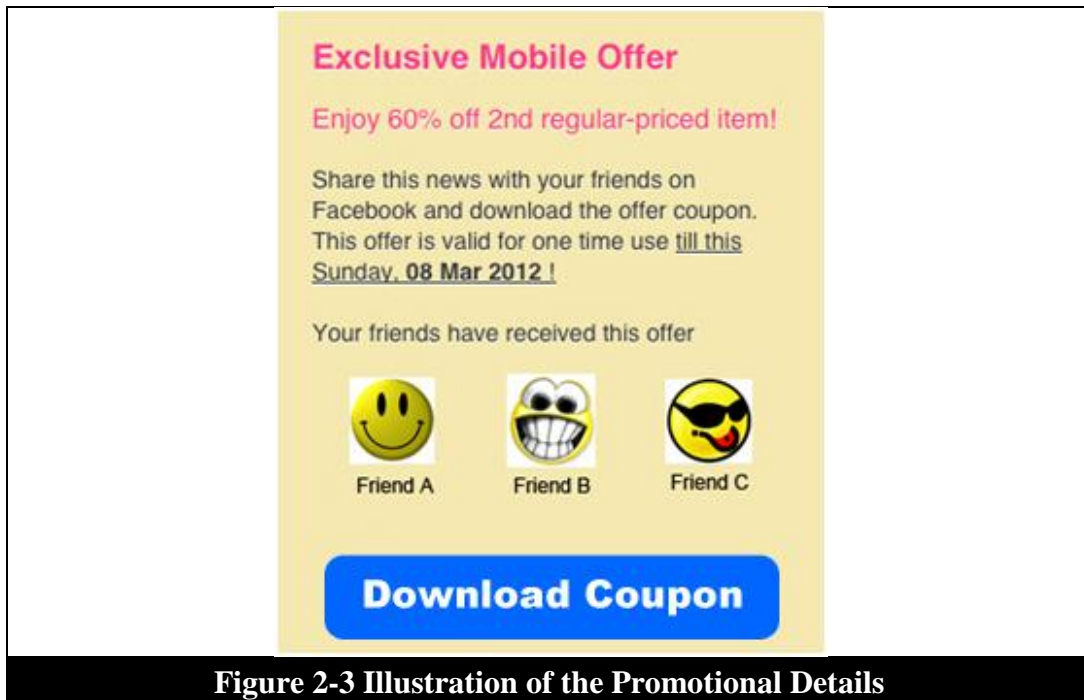 Exclusive Mobile Offer
Enjoy 60% off 2nd regular-priced item!
Share this news with your friends on
Facebook and download the offer coupon.
This offer is valid for one time use till this
Sunday, 08 Mar 2012 !
Your friends have received this offer
Friend A Friend B Friend C
Download Coupon
Figure 2-3 Illustration of the Promotional Details